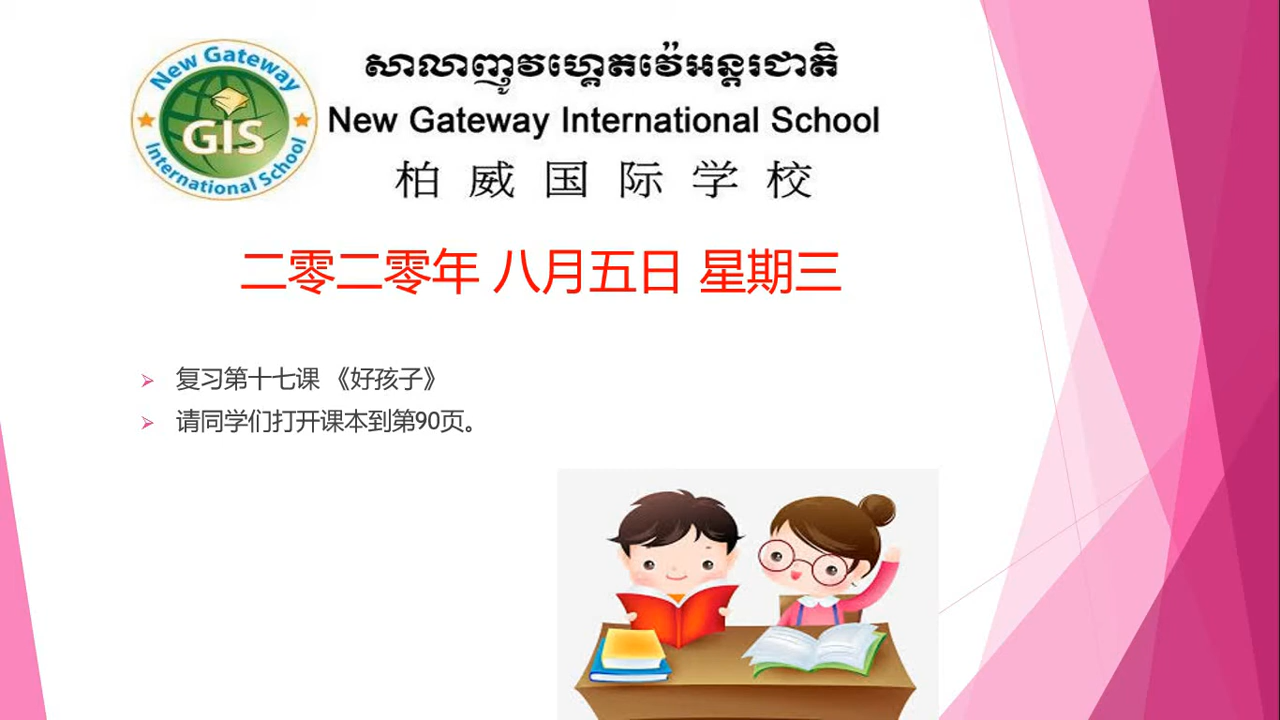 New Gateway
GIS
International School
សាលាញូវហ្គេតវ៉េអន្តរជាតិ
New Gateway International School
柏威国际学校
二零二零年 八月五日 星期三
复习第十七课 《好孩子》
请同学们打开课本到第90页。